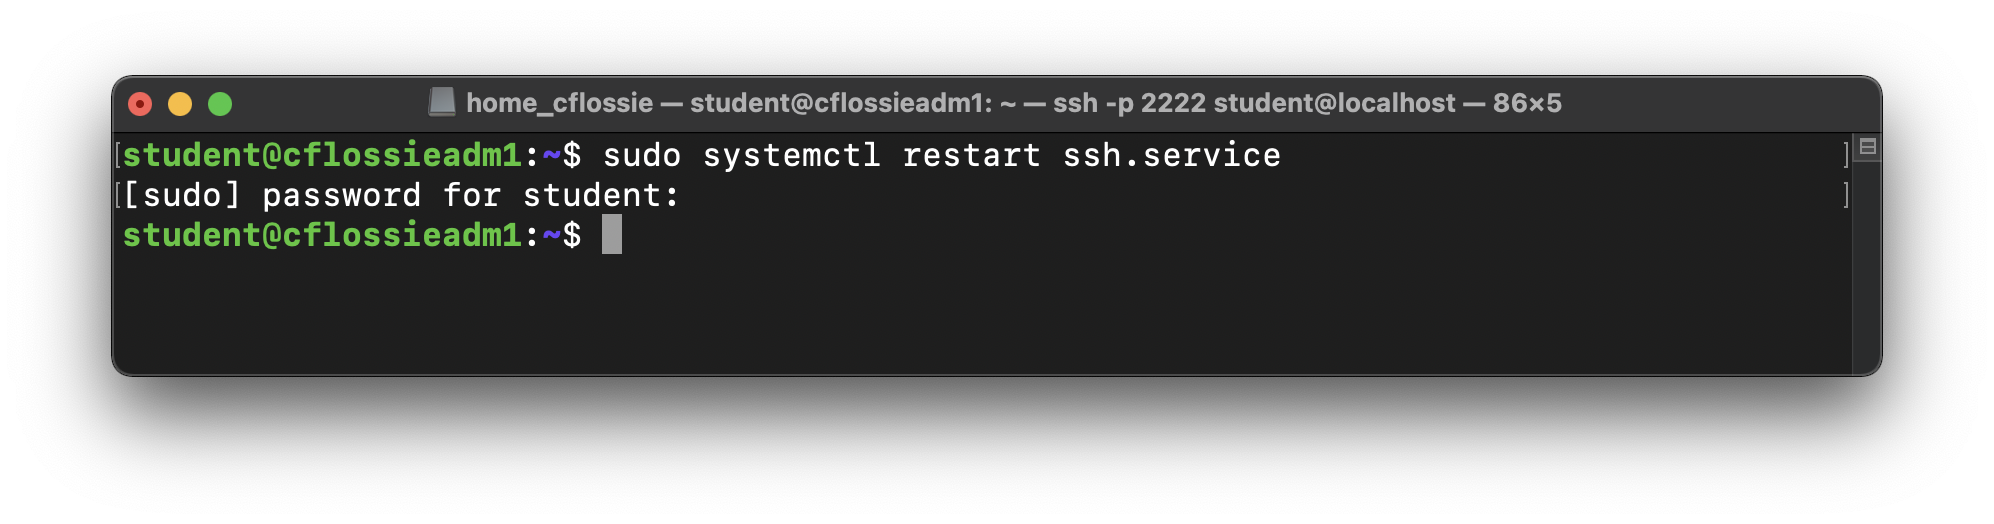 home_cflossie — student@cflossieadm1: ~ — ssh -p 2222 student@localhost — 86×5
student@cflossieadm1:~$ sudo systemctl restart ssh.service
[sudo] password for student:
student@cflossieadm1:~$